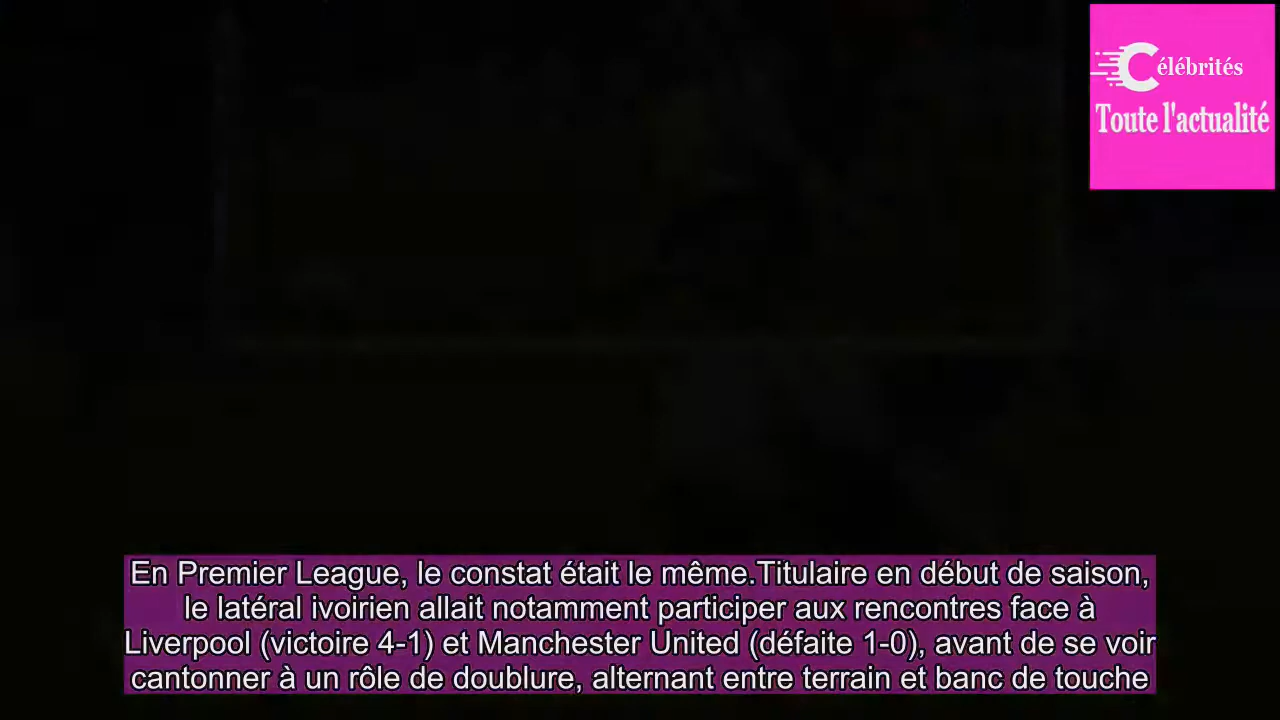 Célébrités
Toute l'actualité
En Premier League, le constat était le même.Titulaire en début de saison,
le latéral ivoirien allait notamment participer aux rencontres face à
Liverpool (victoire 4-1) et Manchester United (défaite 1-0), avant de se voir
cantonner à un rôle de doublure, alternant entre terrain et banc de touche